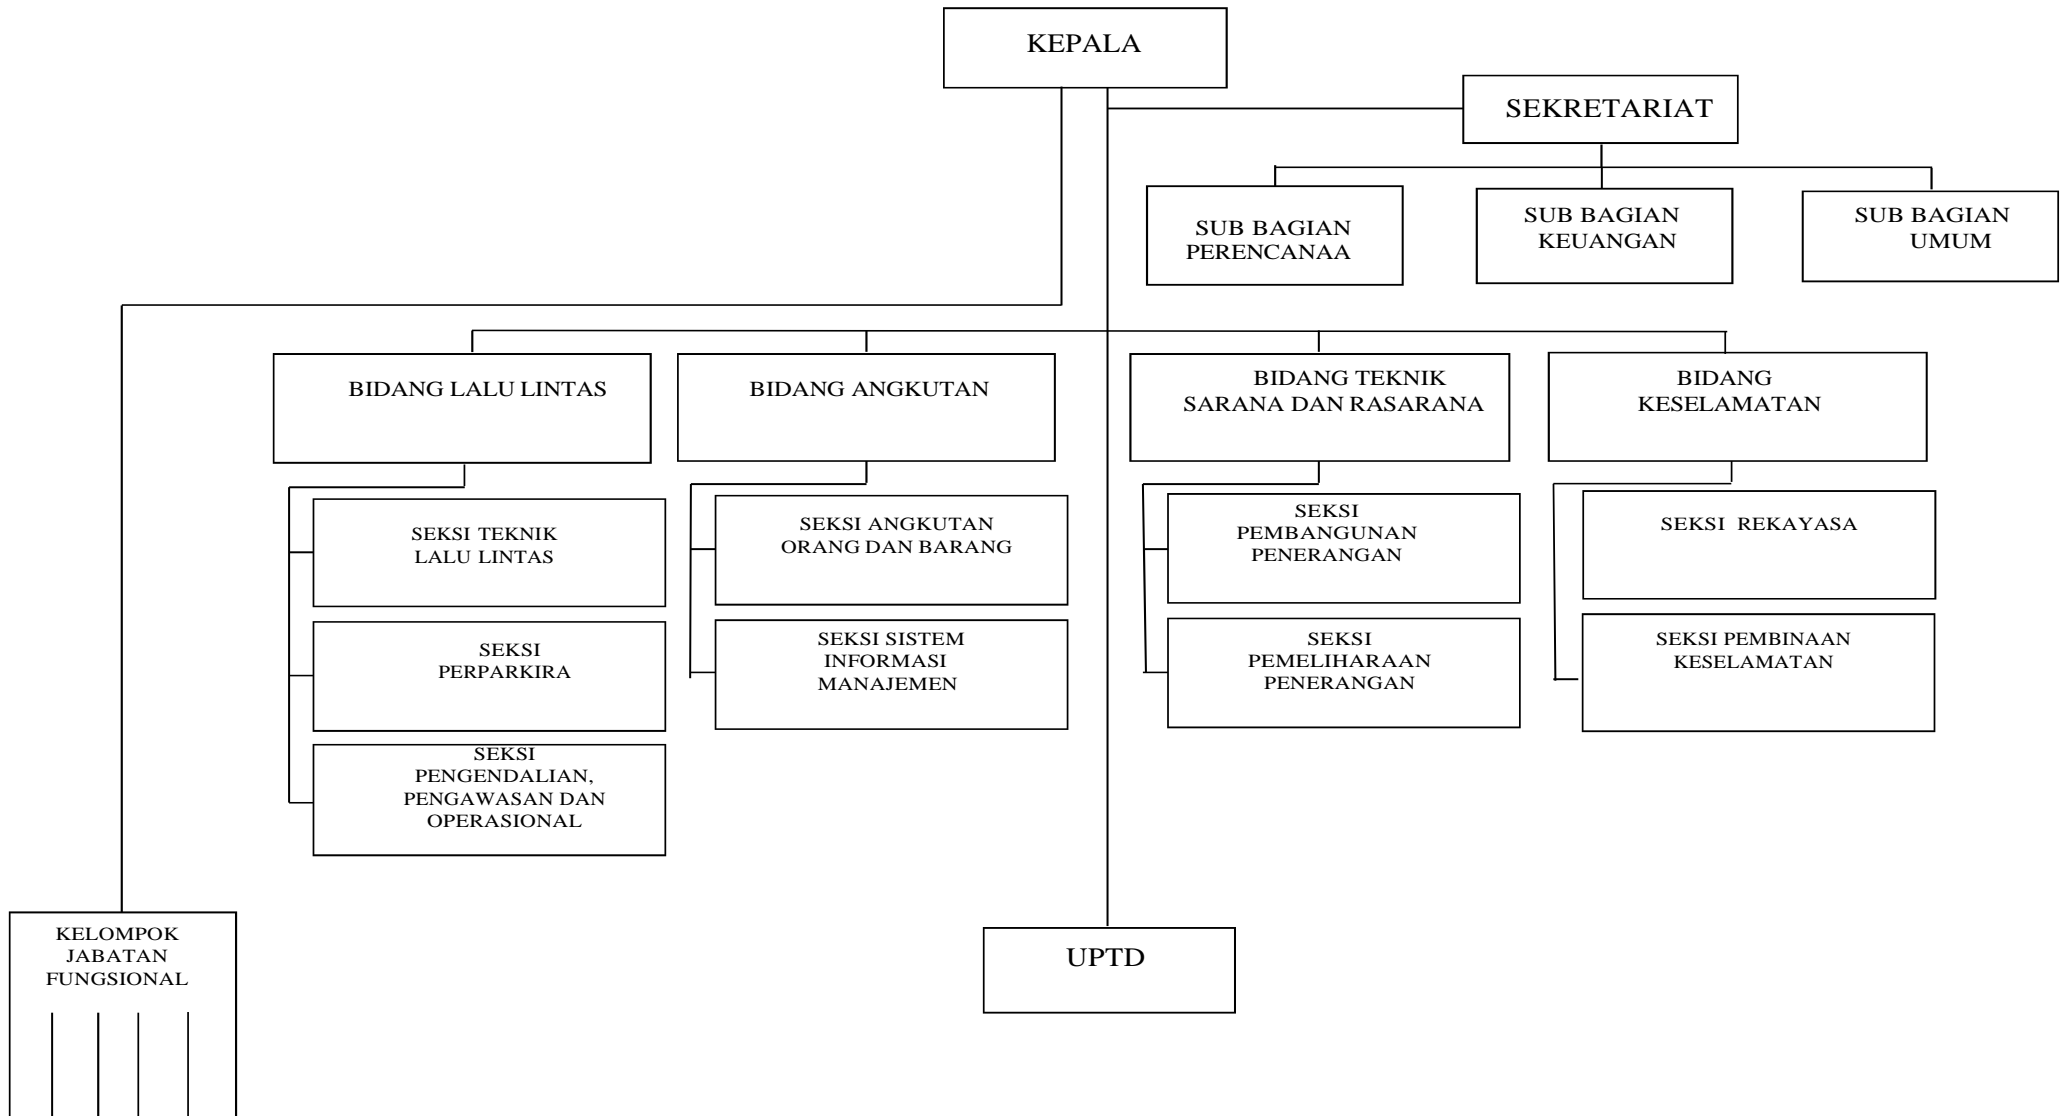 KEPALA
SEKRETARIAT
SUB BAGIAN
PERENCANAA
SUB BAGIAN
KEUANGAN
SUB BAGIAN
UMUM
BIDANG LALU LINTAS
BIDANG ANGKUTAN
BIDANG TEKNIK
SARANA DAN RASARANA
BIDANG
KESELAMATAN
SEKSI TEKNIK
LALU LINTAS
SEKSI
PERPARKIRA
SEKSI
PENGENDALIAN,
PENGAWASAN DAN
OPERASIONAL
SEKSI ANGKUTAN
ORANG DAN BARANG
SEKSI SISTEM
INFORMASI
MANAJEMEN
SEKSI
PEMBANGUNAN
PENERANGAN
SEKSI
PEMELIHARAAN
PENERANGAN
SEKSI REKAYASA
SEKSI PEMBINAAN
KESELAMATAN
KELOMPOK
JABATAN
FUNGSIONAL
UPTD